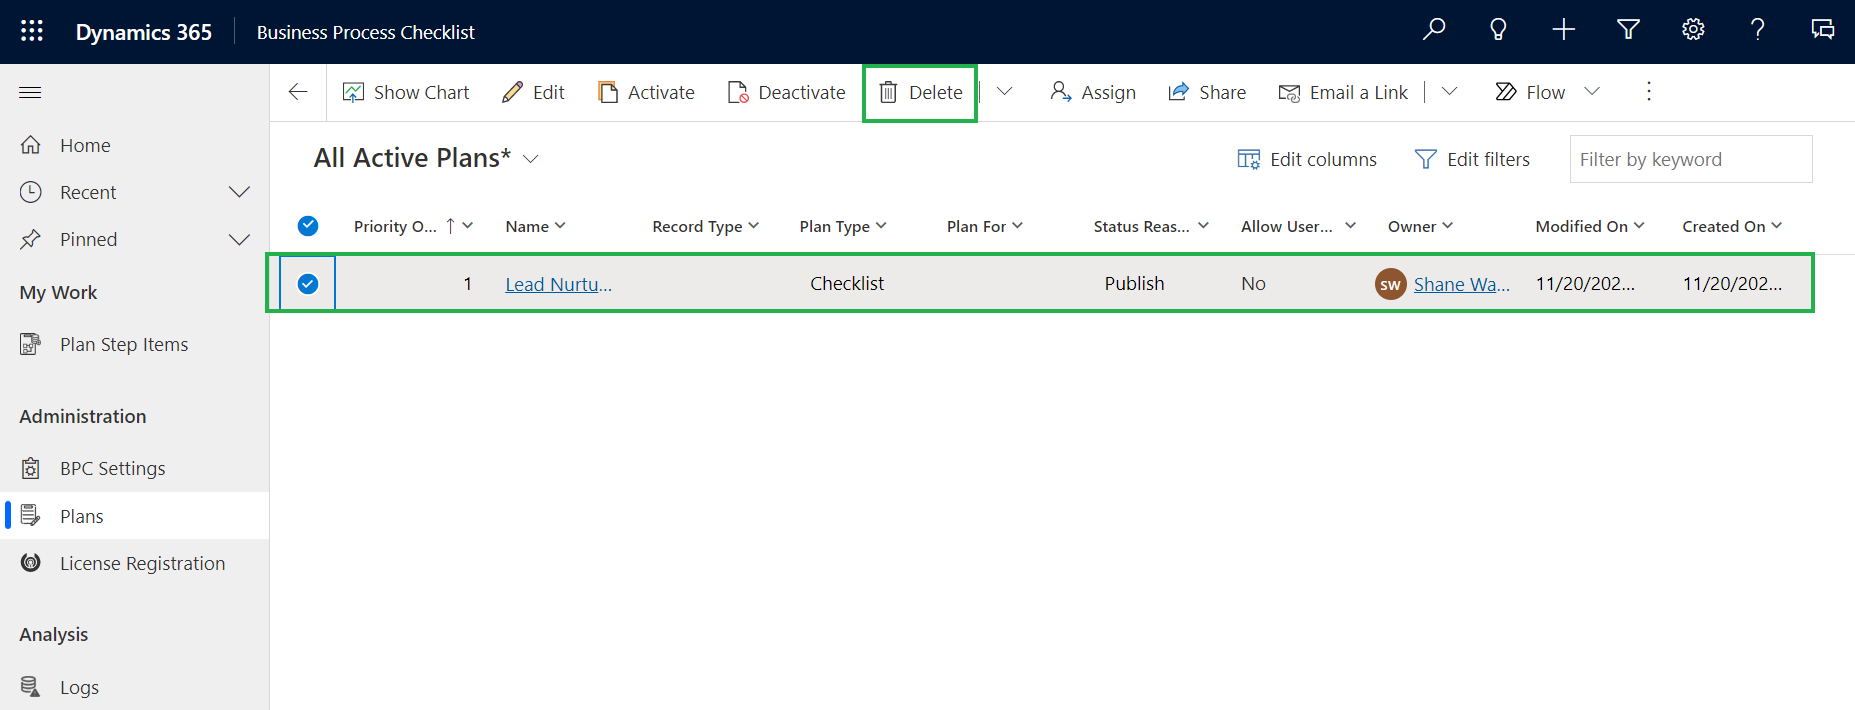 Dynamics 365 Business Process Checklist
Show Chart Edit Activate Deactivate Delete Assign Share Email a Link Flow
Home
Recent
Pinned
My Work
Plan Step Items
Administration
BPC Settings
Plans
License Registration
Analysis
Logs
All Active Plans*
Edit columns Edit filters Filter by keyword
Priority O... Name Record Type Plan Type Plan For Status Reas... Allow User... Owner Modified On Created On
1 Lead Nurtu... Checklist Publish No SW Shane Wa... 11/20/202... 11/20/202...